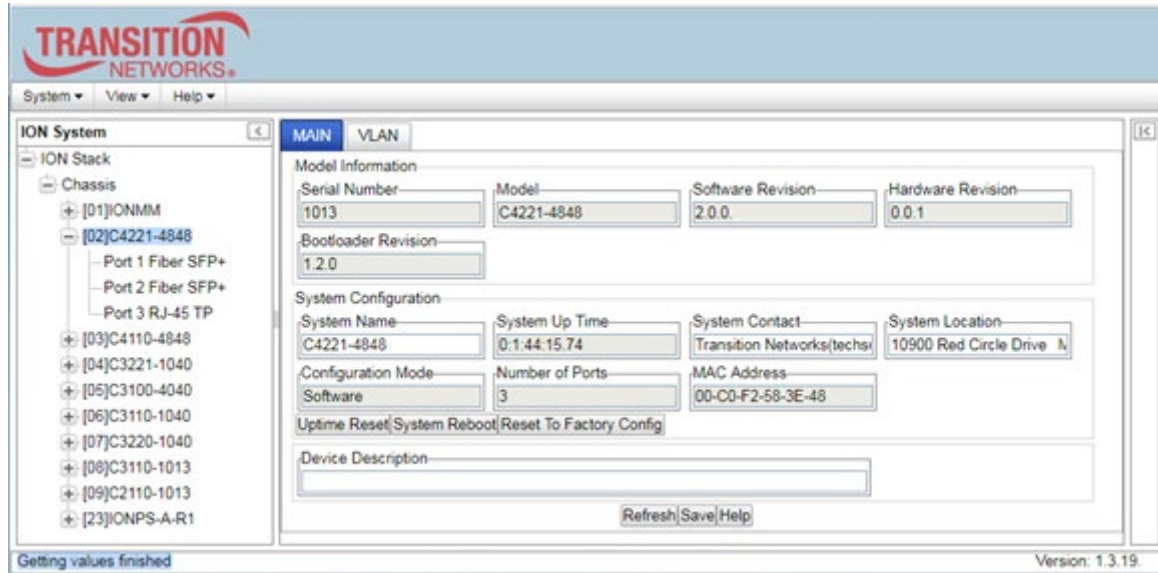 TRANSITION
NETWORKS®
System View Help
ION System
ION Stack
Chassis
[01]IONMM
[02]C4221-4848
Port 1 Fiber SFP+
Port 2 Fiber SFP+
Port 3 RJ-45 TP
[03]C4110-4848
[04]C3221-1040
[05]C3100-4040
[06]C3110-1040
[07]C3220-1040
[08]C3110-1013
[09]C2110-1013
[23]IONPS-A-R1
MAIN VLAN
Model Information
Serial Number Model Software Revision Hardware Revision
1013 C4221-4848 2.0.0. 0.0.1
Bootloader Revision
1.2.0
System Configuration
System Name System Up Time System Contact System Location
C4221-4848 0:1:44:15.74 Transition Networks(techs 10900 Red Circle Drive
Configuration Mode Number of Ports MAC Address
Software 3 00-C0-F2-58-3E-48
Uptime Reset System Reboot Reset To Factory Config
Device Description
Refresh Save Help
Getting values finished Version: 1.3.19.